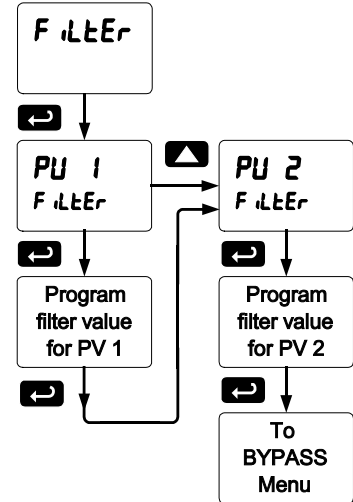 FiLtEr
PU 1
FiLtEr
PU 2
FiLtEr
Program
filter value
for PV 1
Program
filter value
for PV 2
To
BYPASS
Menu